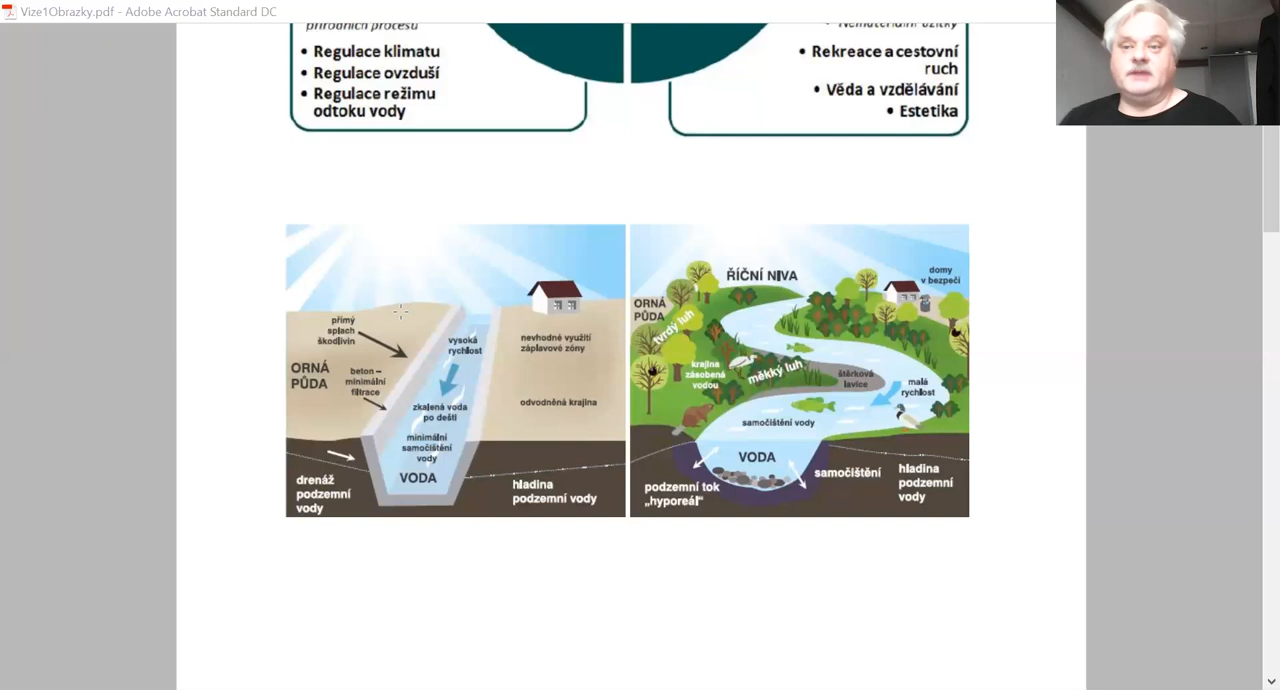 Vize1Obrazky.pdf - Adobe Acrobat Standard DC
přírodních procesů
• Regulace klimatu
• Regulace ovzduší
• Regulace režimu
odtoku vody
• Nemateriální užitky
• Rekreace a cestovní
ruch
• Věda a vzdělávání
• Estetika
přímý
splach
škodlivin
ORNÁ
PŮDA
beton –
minimální
filtrace
vysoká
rychlost
zkalená voda
po dešti
minimální
samočištění
vody
VODA
nevhodné využití
záplavové zóny
odvodněná krajina
drenáž
podzemní
vody
hladina
podzemní vody
ŘÍČNÍ NIVA
domy
v bezpečí
ORNÁ
PŮDA
tvrdý luh
krajina
zásobená
vodou
měkký luh
štěrková
lavice
malá
rychlost
samočištění vody
VODA
podzemní tok
„hyporeál“
samočištění
hladina
podzemní
vody